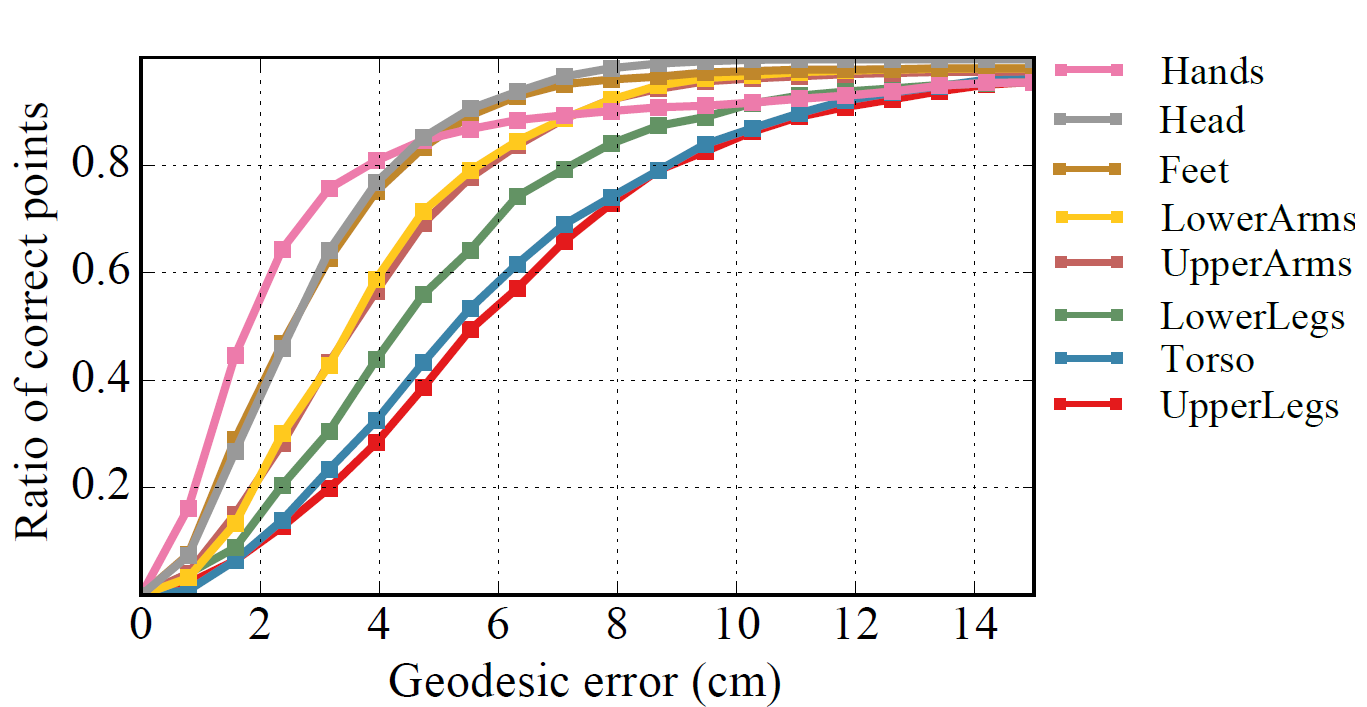 Ratio of correct points
0.8
0.6
0.4
0.2
0 2 4 6 8 10 12 14
Geodesic error (cm)
Hands
Head
Feet
LowerArms
UpperArms
LowerLegs
Torso
UpperLegs